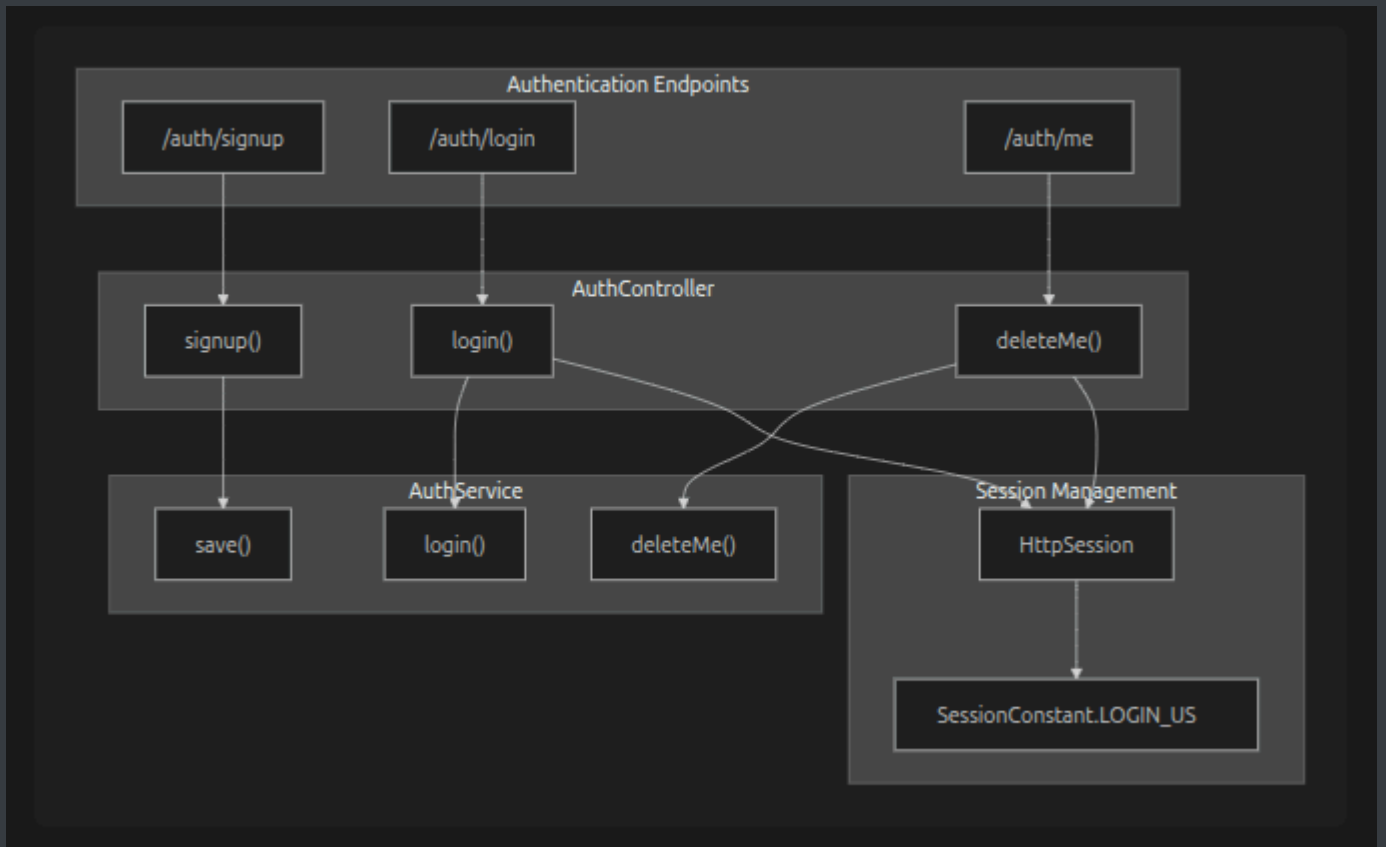 Authentication Endpoints
/auth/signup
/auth/login
/auth/me
AuthController
signup()
login()
deleteMe()
AuthService
Session Management
save()
login()
deleteMe()
HttpSession
SessionConstant.LOGIN_US